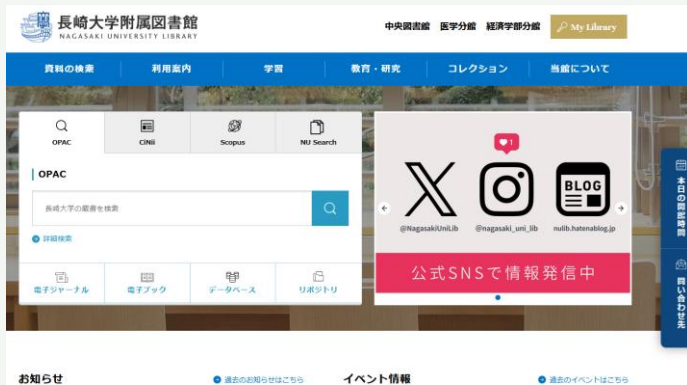 長崎大学附属図書館
NAGASAKI UNIVERSITY LIBRARY
中央図書館 医学分館 経済学部分館 My Library
資料の検索 利用案内 学習 教育・研究 コレクション 当館について
OPAC CiNii Scopus NU Search
OPAC
長崎大学の蔵書を検索
詳細検索
電子ジャーナル 電子ブック データベース リポジトリ
1
BLOG
@NagasakiUniLib @nagasaki_uni_lib nulib.hatenablog.jp
公式SNSで情報発信中
本日の開館時間
問い合わせ先
お知らせ 過去のお知らせはこちら イベント情報 過去のイベントはこちら